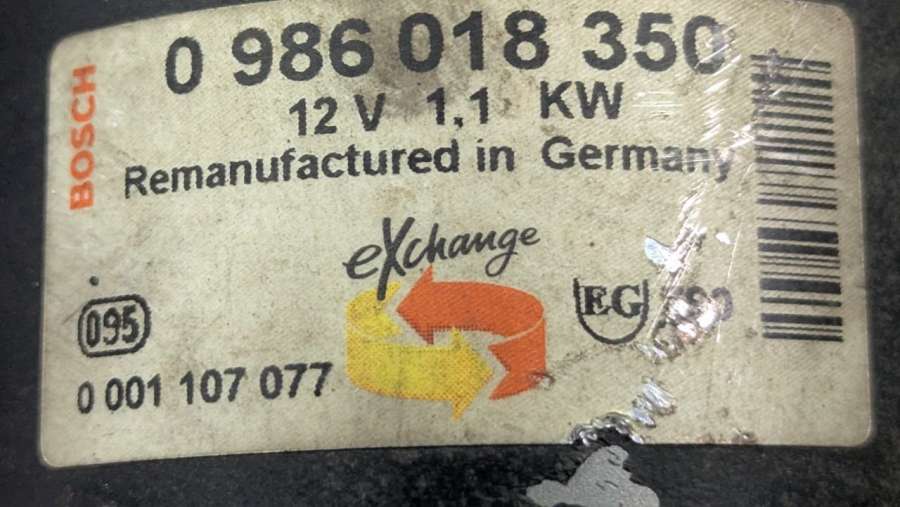 BOSCH
0 986 018 350
12 V 1,1 KW
Remanufactured in Germany
eXchange
095
EG
0 001 107 077